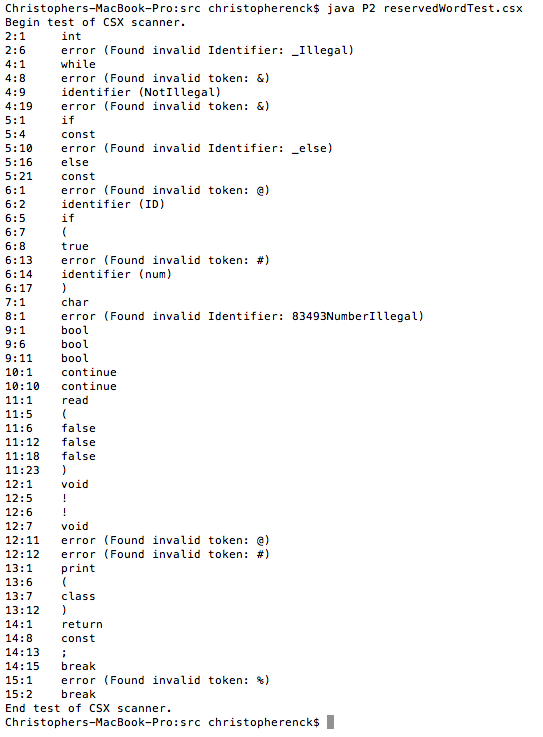 Christophers-MacBook-Pro:src christopherenck$ java P2 reservedWordTest.csx
Begin test of CSX scanner.
2:1 int
2:6 error (Found invalid Identifier: _Illegal)
4:1 while
4:8 error (Found invalid token: &)
4:9 identifier (NotIllegal)
4:19 error (Found invalid token: &)
5:1 if
5:4 const
5:10 error (Found invalid Identifier: _else)
5:16 else
5:21 const
6:1 error (Found invalid token: @)
6:2 identifier (ID)
6:5 if
6:7 (
6:8 true
6:13 error (Found invalid token: #)
6:14 identifier (num)
6:17 )
7:1 char
8:1 error (Found invalid Identifier: 83493NumberIllegal)
9:1 bool
9:6 bool
9:11 bool
10:1 continue
10:10 continue
11:1 read
11:5 (
11:6 false
11:12 false
11:18 false
11:23 )
12:1 void
12:5 !
12:6 !
12:7 void
12:11 error (Found invalid token: @)
12:12 error (Found invalid token: #)
13:1 print
13:6 (
13:7 class
13:12 )
14:1 return
14:8 const
14:13 ;
14:15 break
15:1 error (Found invalid token: %)
15:2 break
End test of CSX scanner.
Christophers-MacBook-Pro:src christopherenck$